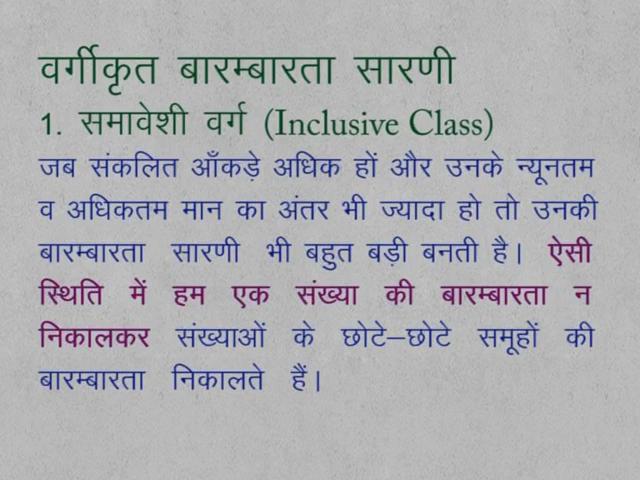 वर्गीकृत बारम्बारता सारणी
1. समावेशी वर्ग (Inclusive Class)
जब संकलित आँकड़े अधिक हों और उनके न्यूनतम
व अधिकतम मान का अंतर भी ज्यादा हो तो उनकी
बारम्बारता सारणी भी बहुत बड़ी बनती है। ऐसी
स्थिति में हम एक संख्या की बारम्बारता न
निकालकर संख्याओं के छोटे–छोटे समूहों की
बारम्बारता निकालते हैं।